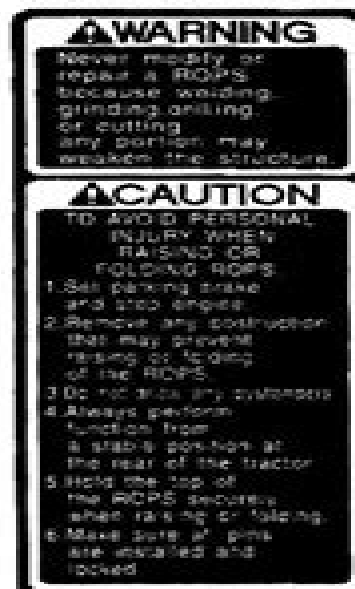 WARNING
Never modify or
repair a ROPS
because welding,
grinding, drilling,
or cutting
any portion may
weaken the structure.
CAUTION
TO AVOID PERSONAL
INJURY WHEN
RAISING OR
FOLDING ROPS
1. Set parking brake
and stop engine.
2. Remove any obstruction
that may prevent
raising or folding
of the ROPS.
3. Do not allow any bystanders.
4. Always perform
function from
a stable position at
the rear of the tractor.
5. Hold the top of
the ROPS securely
when raising or folding.
6. Make sure all pins
are installed and
locked.